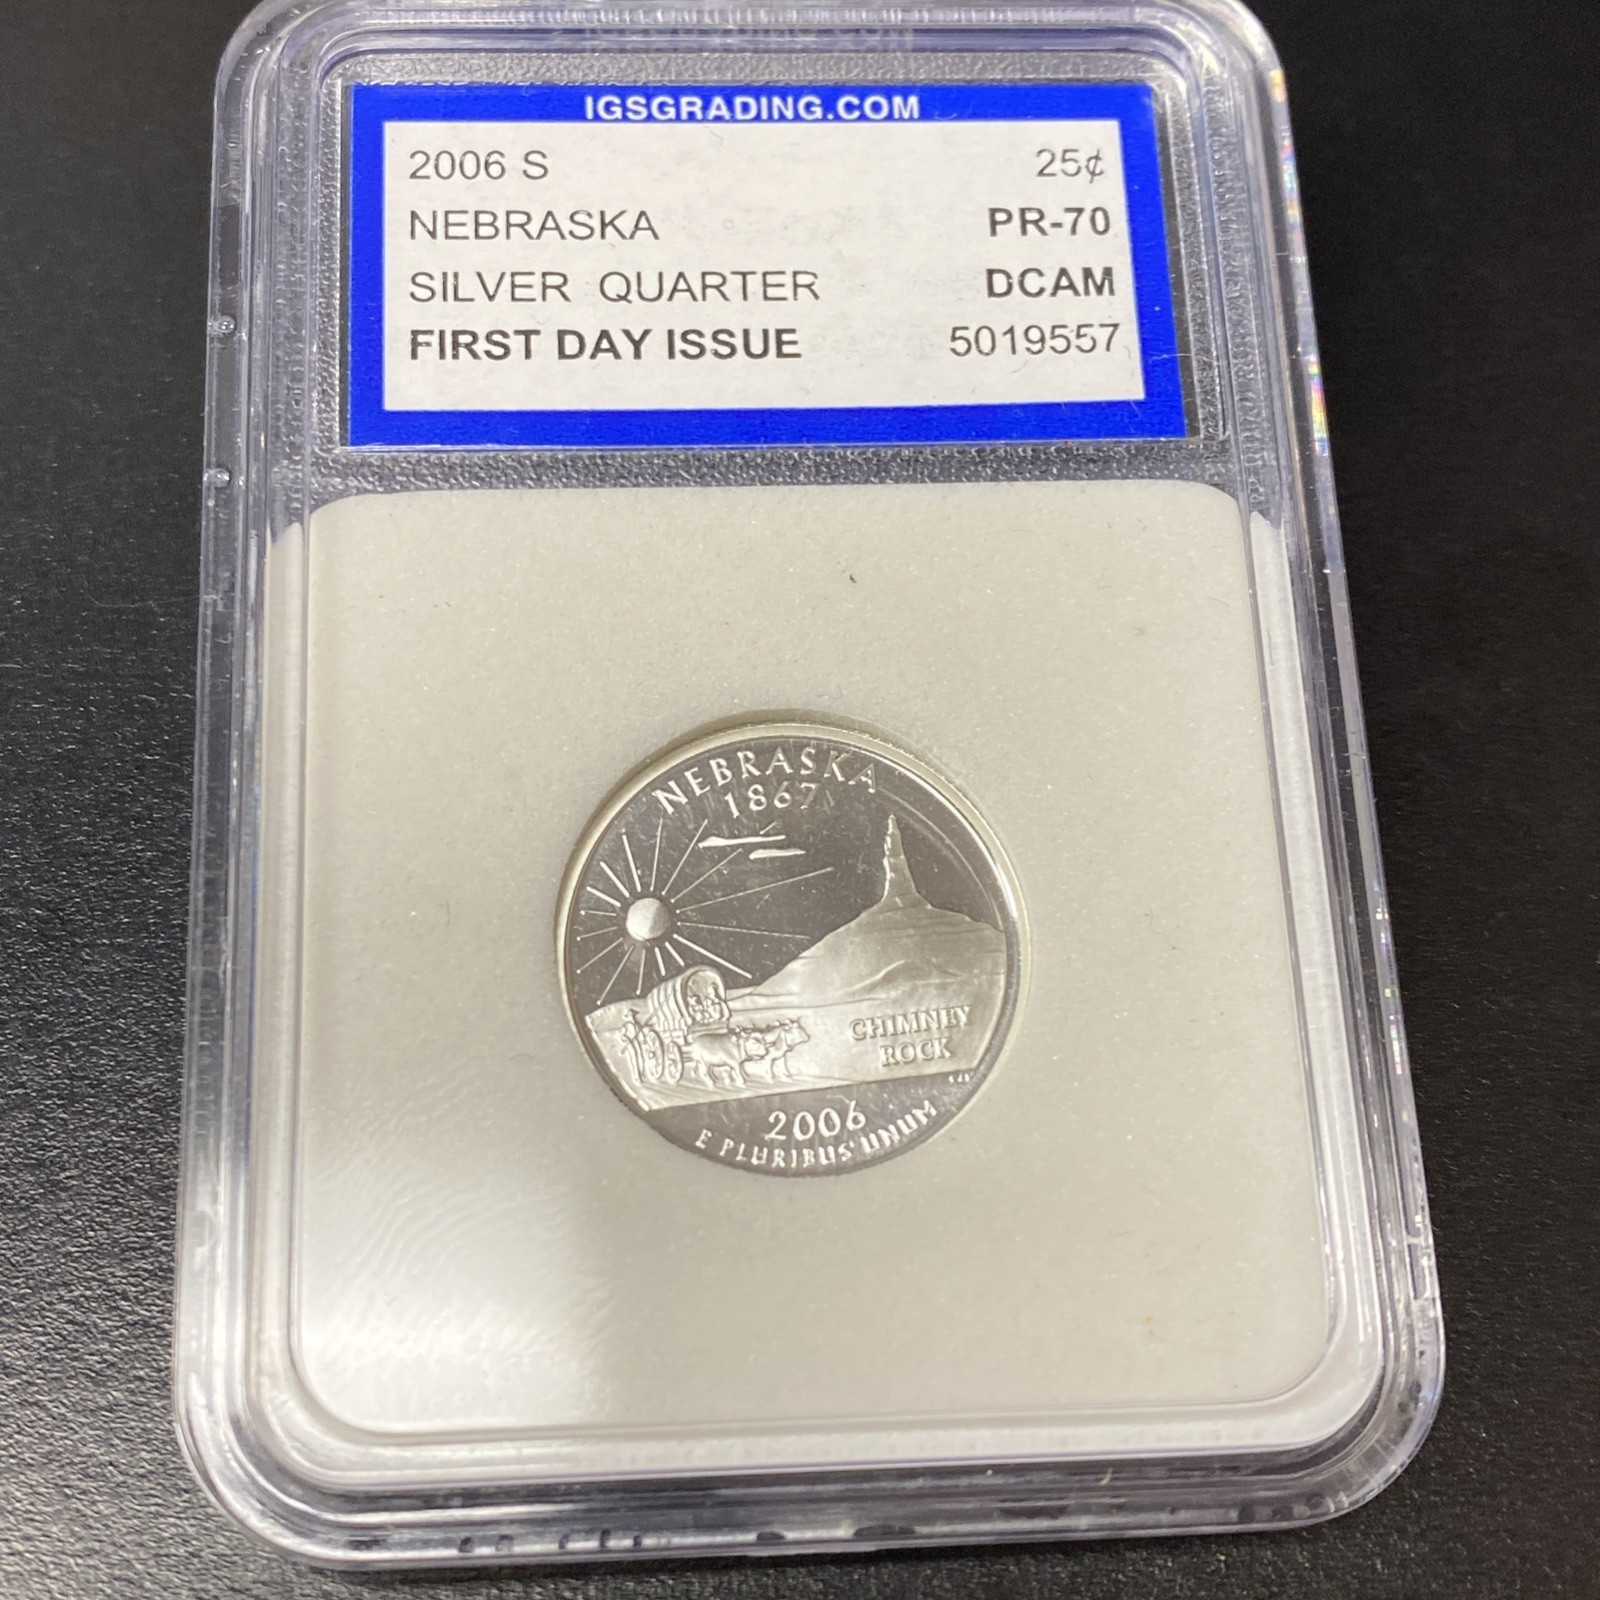 IGSGRADING.COM
2006 S 25¢
NEBRASKA PR-70
SILVER QUARTER DCAM
FIRST DAY ISSUE 5019557
NEBRASKA
1867
CHIMNEY
ROCK
2006
E PLURIBUS UNUM